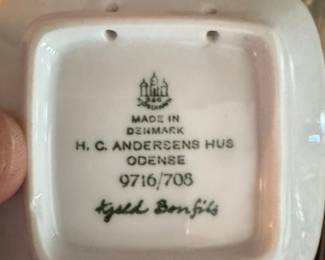 B&G
MADE IN
DENMARK
H. C. ANDERSENS HUS
ODENSE
9716/708
Kjeld Bonfils